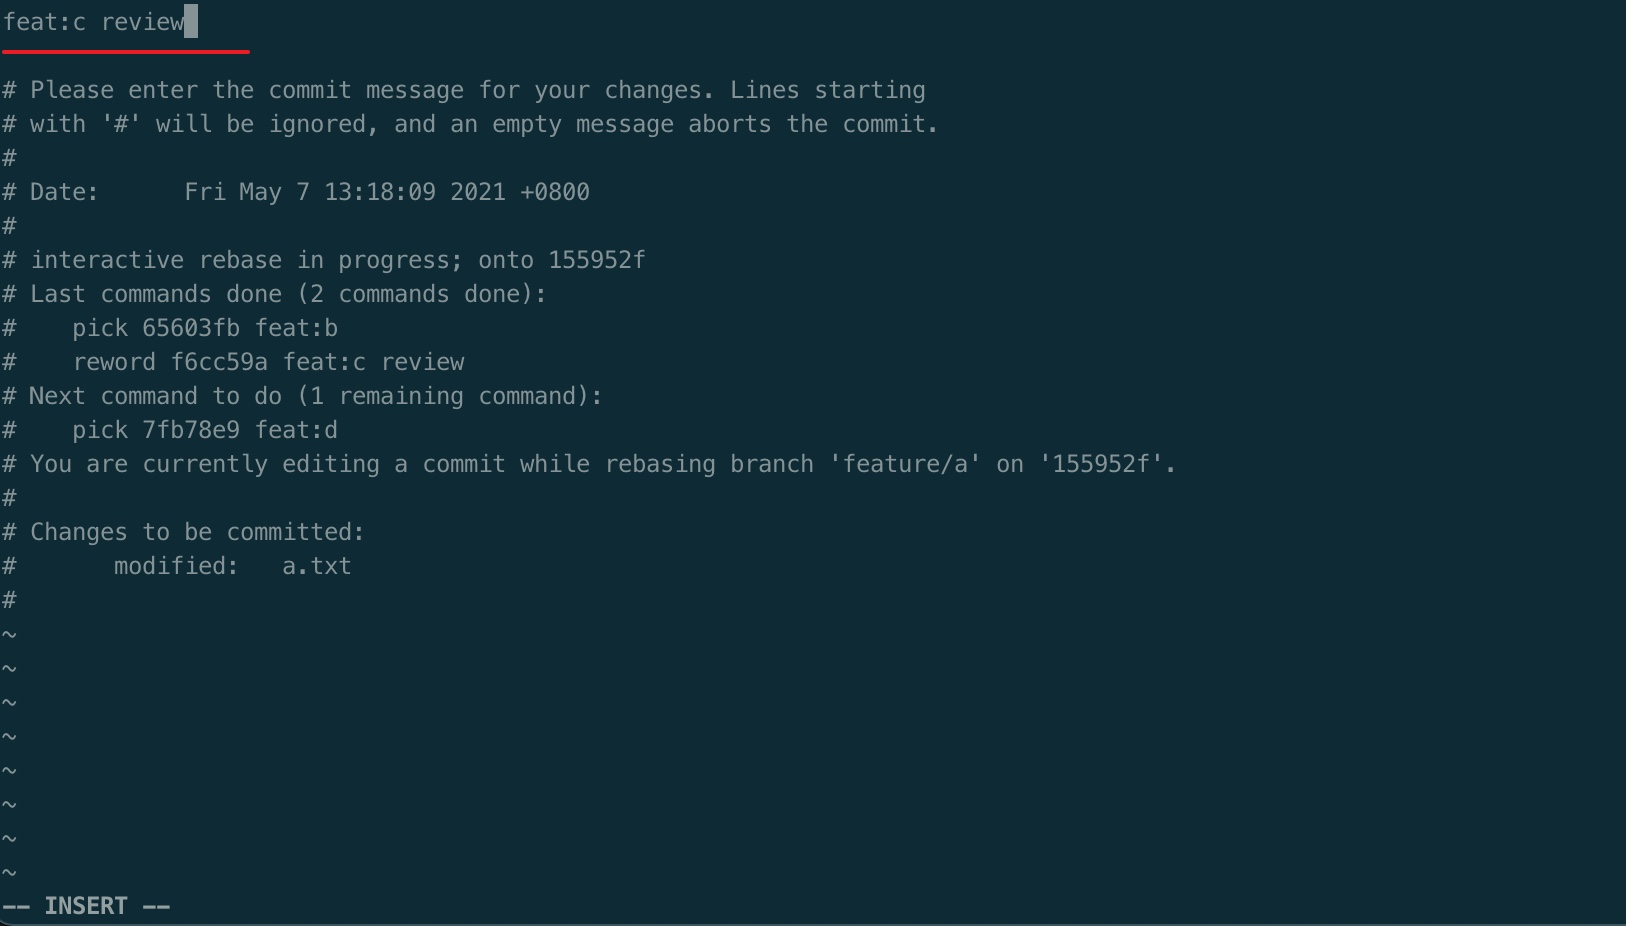 feat:c review
# Please enter the commit message for your changes. Lines starting
# with '#' will be ignored, and an empty message aborts the commit.
#
# Date:      Fri May 7 13:18:09 2021 +0800
#
# interactive rebase in progress; onto 155952f
# Last commands done (2 commands done):
#    pick 65603fb feat:b
#    reword f6cc59a feat:c review
# Next command to do (1 remaining command):
#    pick 7fb78e9 feat:d
# You are currently editing a commit while rebasing branch 'feature/a' on '155952f'.
#
# Changes to be committed:
#       modified:   a.txt
#
~
~
~
~
~
~
~
~
-- INSERT --